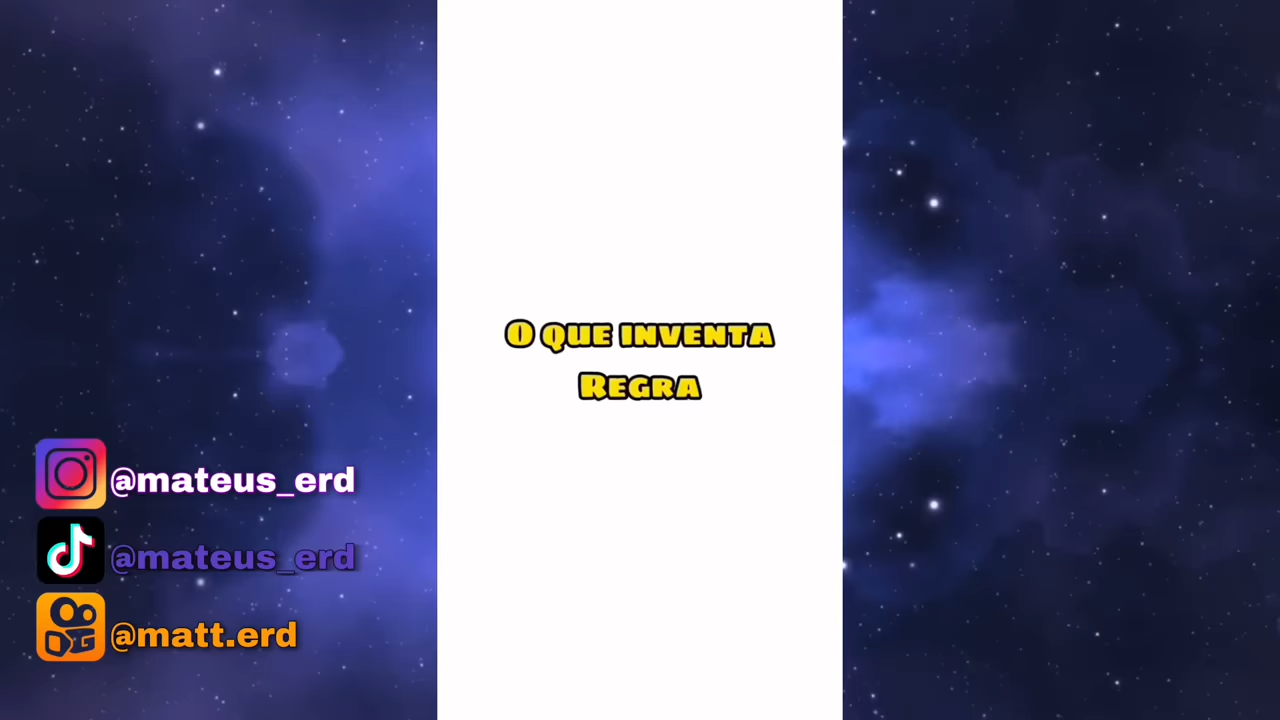 O que inventa
Regra
@mateus_erd
@mateus_erd
@matt.erd